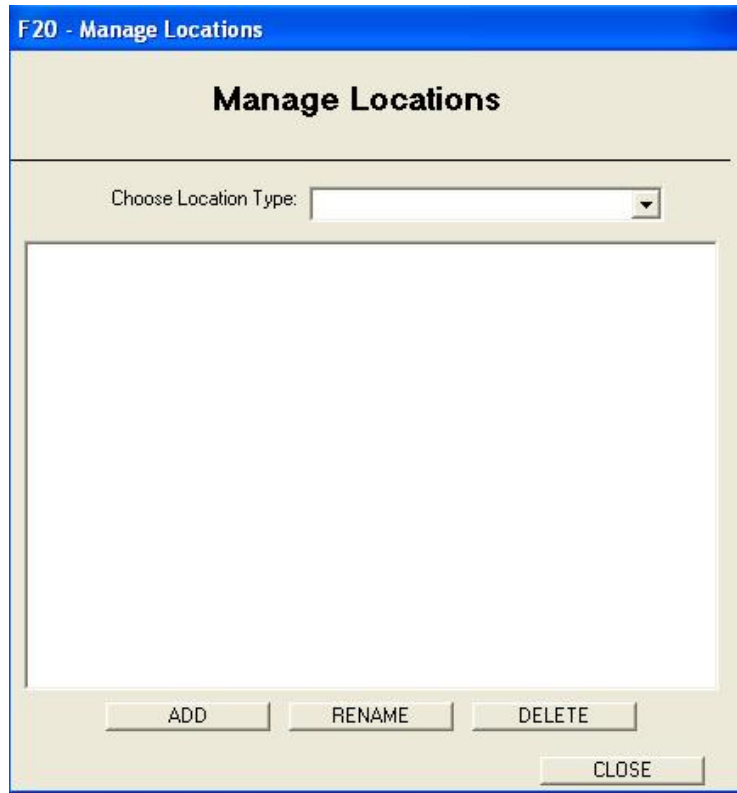 F20 - Manage Locations
Manage Locations
Choose Location Type:
ADD RENAME DELETE
CLOSE